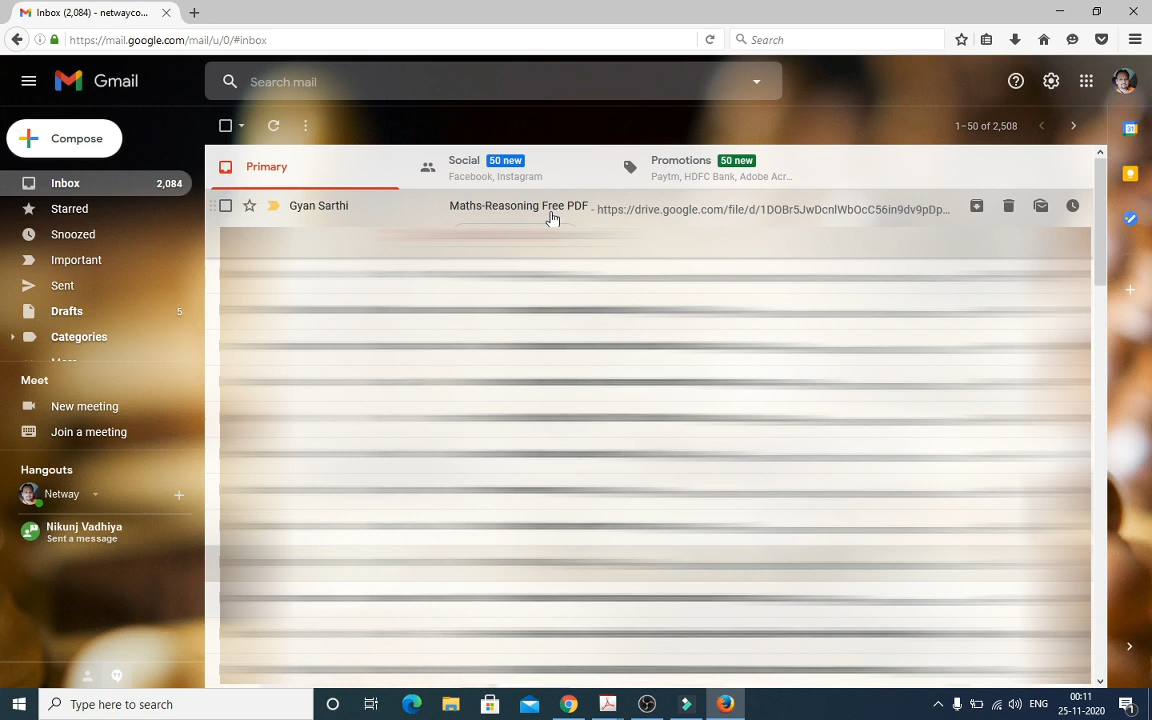 Inbox (2,084) - netwayco...
https://mail.google.com/mail/u/0/#inbox
Search
Gmail
Search mail
Compose
1–50 of 2,508
31
Primary
Social 50 new
Facebook, Instagram
Promotions 50 new
Paytm, HDFC Bank, Adobe Acr...
Inbox 2,084
Starred
Snoozed
Important
Sent
Drafts 5
Categories
More
Gyan Sarthi Maths-Reasoning Free PDF - https://drive.google.com/file/d/1DOBr5JwDcnlWbOcC56in9dv9pDp...
Meet
New meeting
Join a meeting
Hangouts
Netway
Nikunj Vadhiya
Sent a message
Type here to search
ENG
00:11
25-11-2020
1